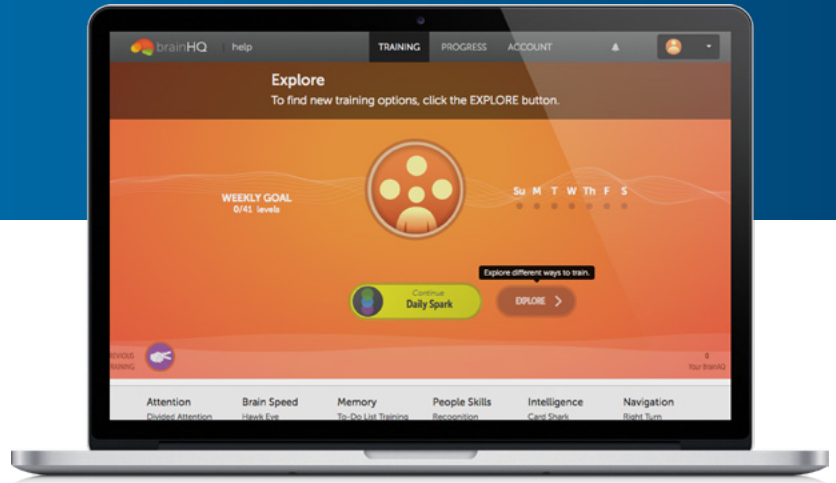 brainHQ help TRAINING PROGRESS ACCOUNT
Explore
To find new training options, click the EXPLORE button.
WEEKLY GOAL
0/41 levels
Su M T W Th F S
Explore different ways to train.
Continue
Daily Spark
EXPLORE
0
Your BrainAQ
Attention Brain Speed Memory People Skills Intelligence Navigation
Divided Attention Hawk Eye To-Do List Training Recognition Card Shark Right Turn